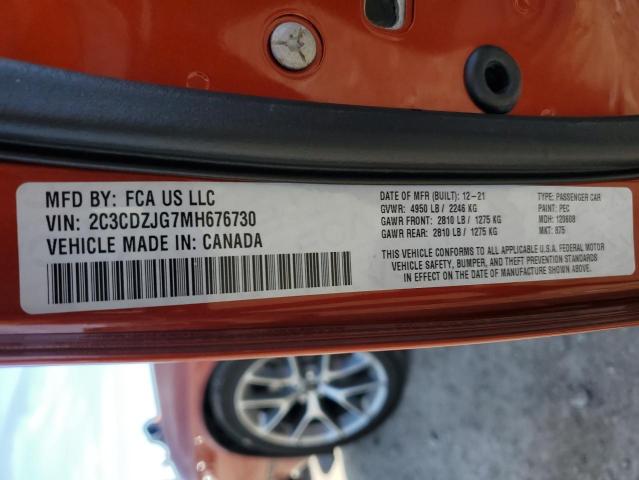 MFD BY: FCA US LLC
VIN: 2C3CDZJG7MH676730
VEHICLE MADE IN: CANADA
DATE OF MFR (BUILT): 12-21
GVWR: 4950 LB / 2246 KG
GAWR FRONT: 2810 LB / 1275 KG
GAWR REAR: 2810 LB / 1275 KG
TYPE: PASSENGER CAR
PAINT: PEC
MDH: 120608
MKT: 875
THIS VEHICLE CONFORMS TO ALL APPLICABLE U.S.A. FEDERAL MOTOR
VEHICLE SAFETY, BUMPER, AND THEFT PREVENTION STANDARDS
IN EFFECT ON THE DATE OF MANUFACTURE SHOWN ABOVE.